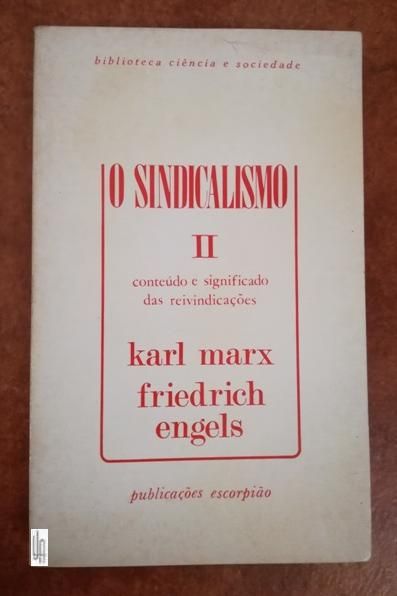 biblioteca ciência e sociedade
O SINDICALISMO
II
conteúdo e significado
das reivindicações
karl marx
friedrich
engels
publicações escorpião